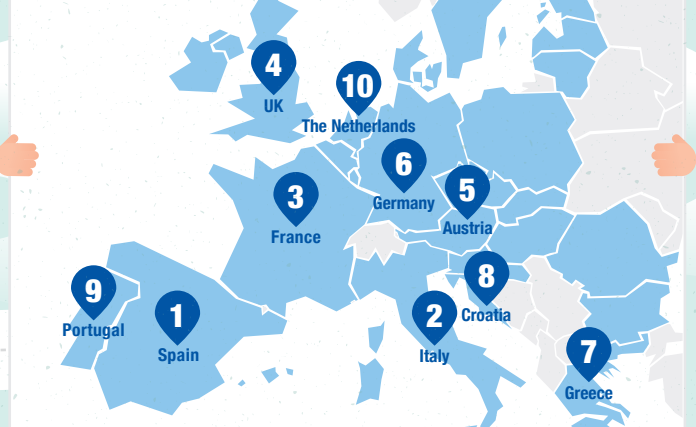 4
UK
10
The Netherlands
6
Germany
5
Austria
3
France
8
Croatia
9
Portugal
1
Spain
2
Italy
7
Greece